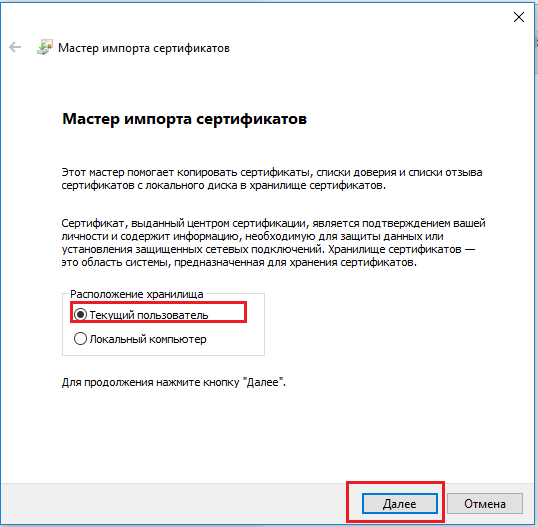 Мастер импорта сертификатов
Мастер импорта сертификатов
Этот мастер помогает копировать сертификаты, списки доверия и списки отзыва
сертификатов с локального диска в хранилище сертификатов.
Сертификат, выданный центром сертификации, является подтверждением вашей
личности и содержит информацию, необходимую для защиты данных или
установления защищенных сетевых подключений. Хранилище сертификатов —
это область системы, предназначенная для хранения сертификатов.
Расположение хранилища
Текущий пользователь
Локальный компьютер
Для продолжения нажмите кнопку "Далее".
Далее
Отмена